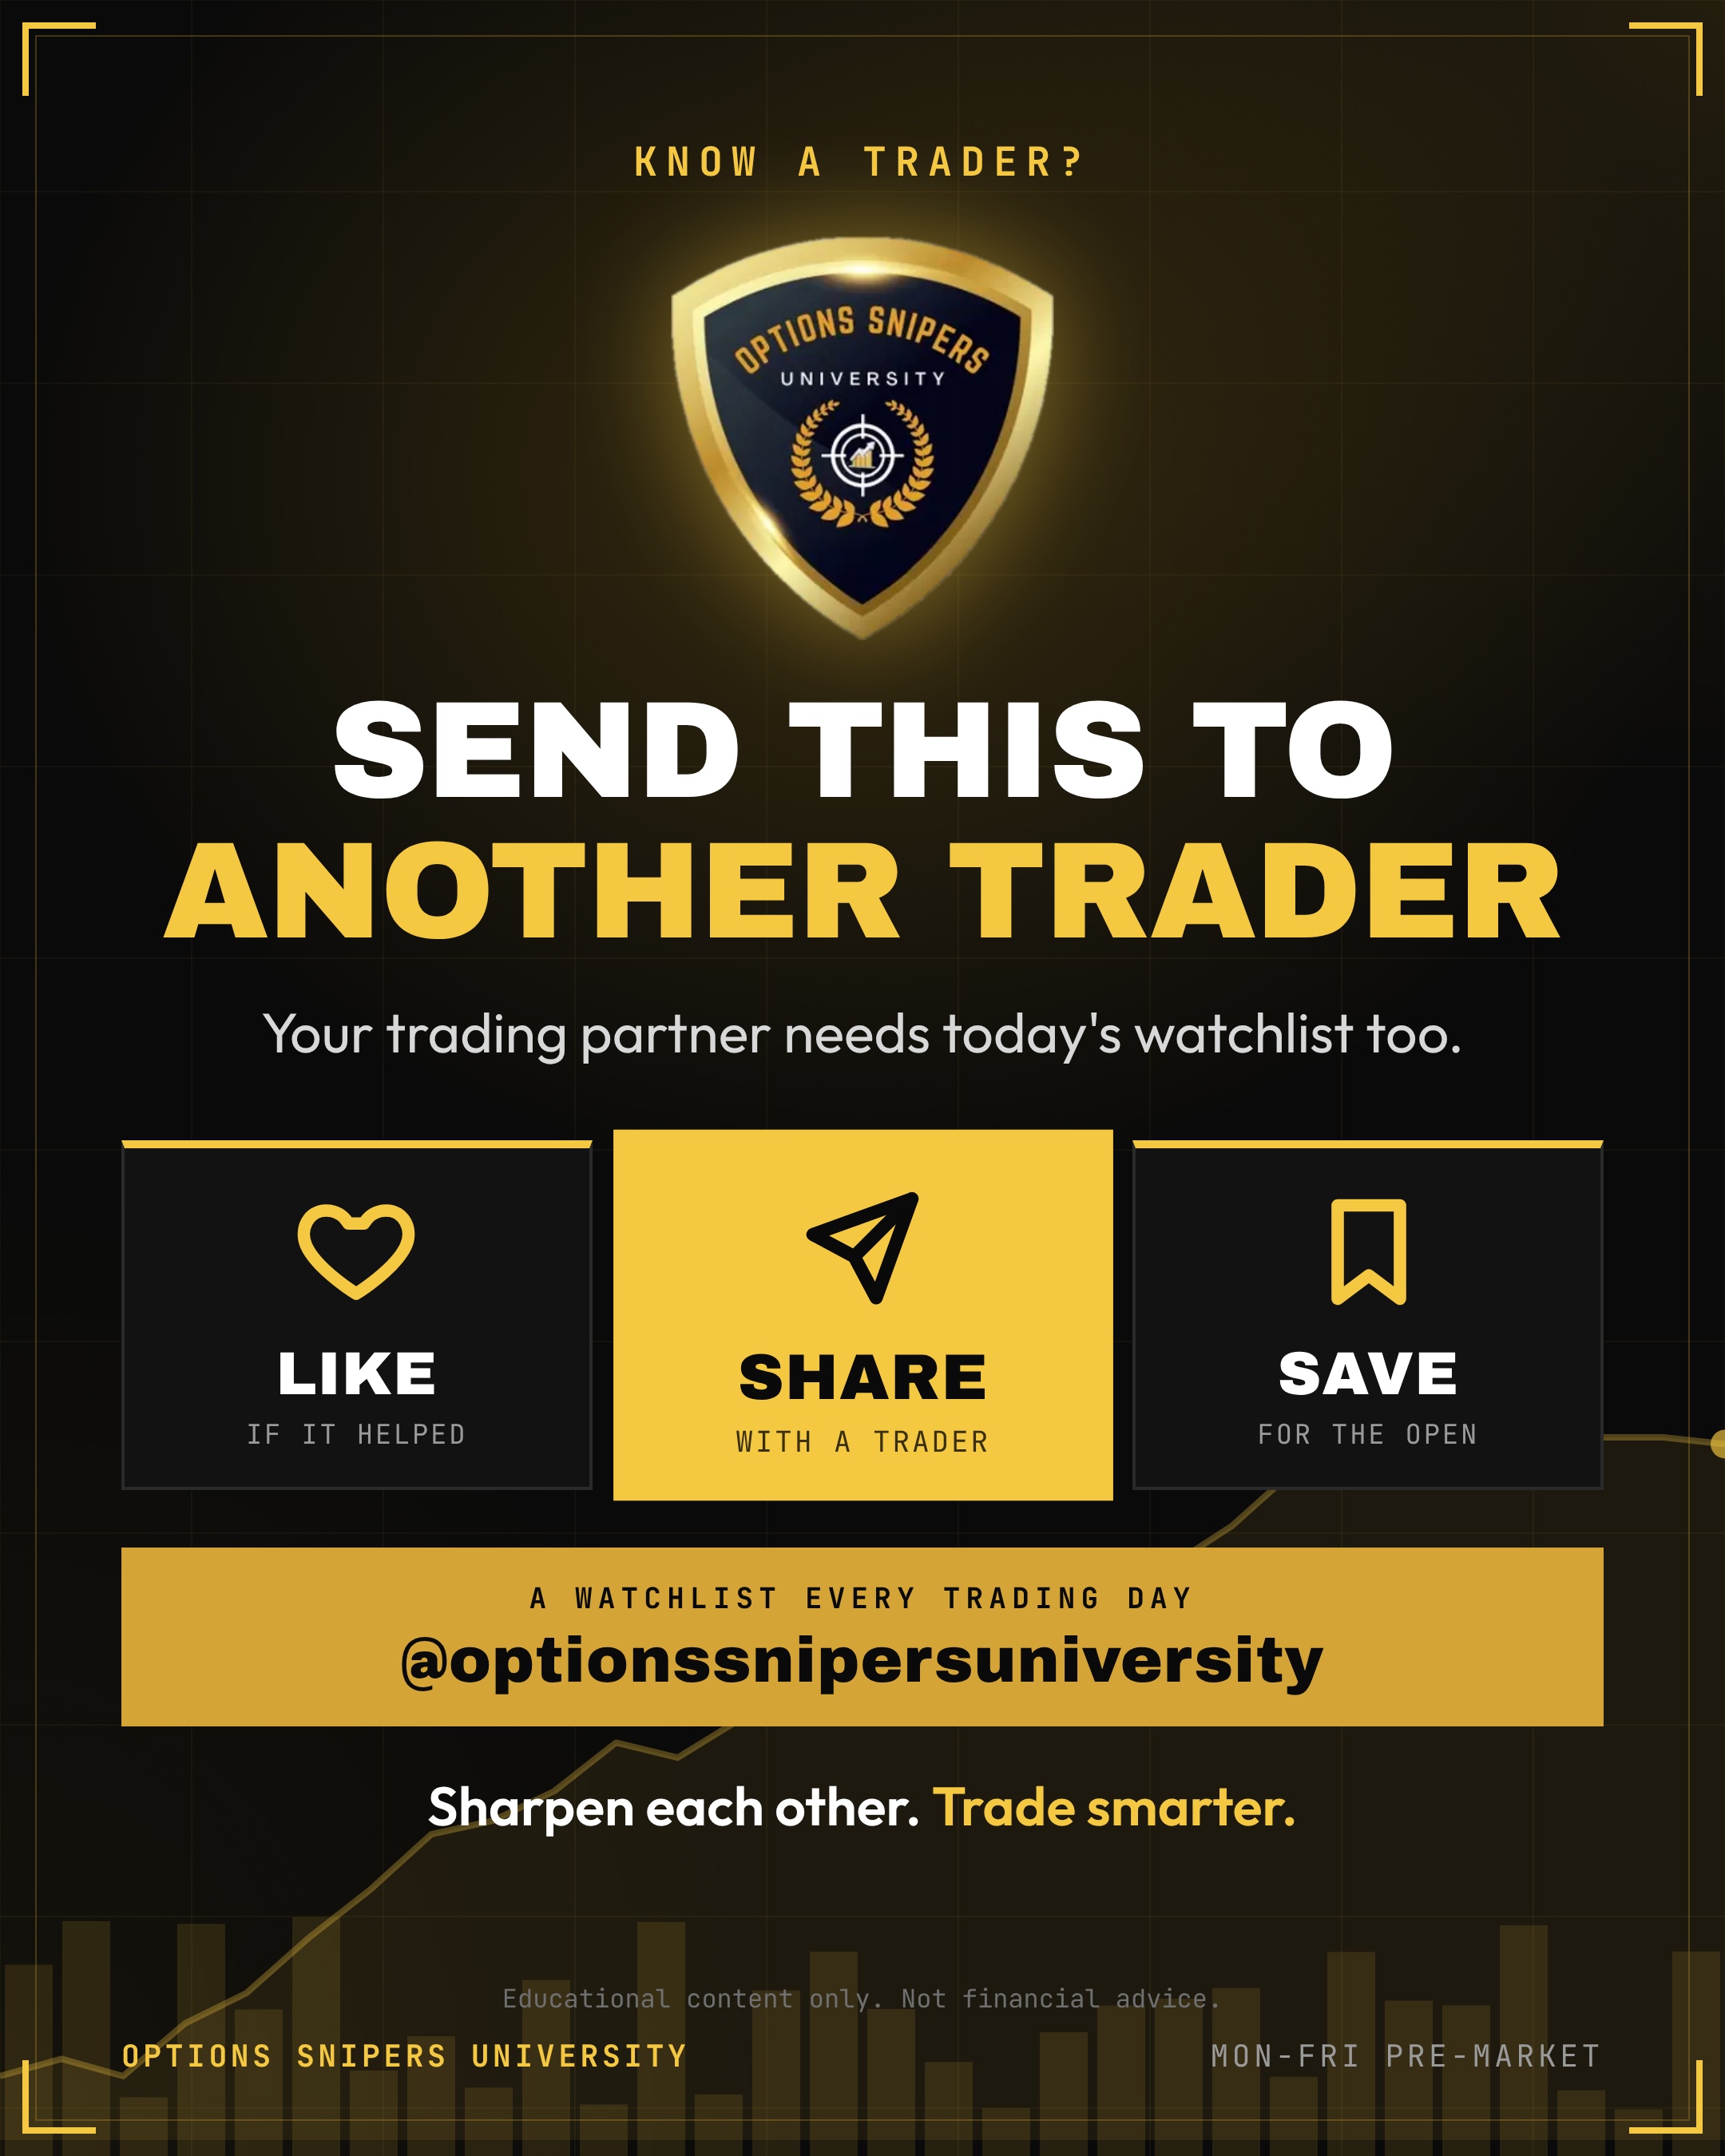 KNOW A TRADER?
OPTIONS SNIPERS
UNIVERSITY
SEND THIS TO
ANOTHER TRADER
Your trading partner needs today's watchlist too.
LIKE
IF IT HELPED
SHARE
WITH A TRADER
SAVE
FOR THE OPEN
A WATCHLIST EVERY TRADING DAY
@optionssnipersuniversity
Sharpen each other. Trade smarter.
Educational content only. Not financial advice.
OPTIONS SNIPERS UNIVERSITY
MON-FRI PRE-MARKET